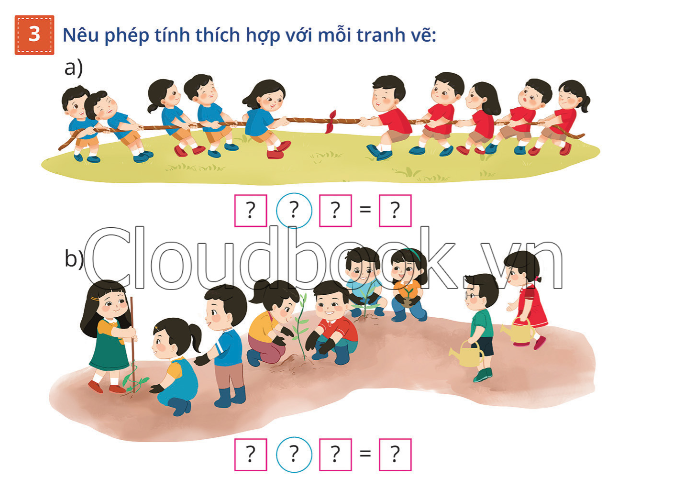 3 Nêu phép tính thích hợp với mỗi tranh vẽ:
a)
? ? ? = ?
Cloudbook.vn
b)
? ? ? = ?